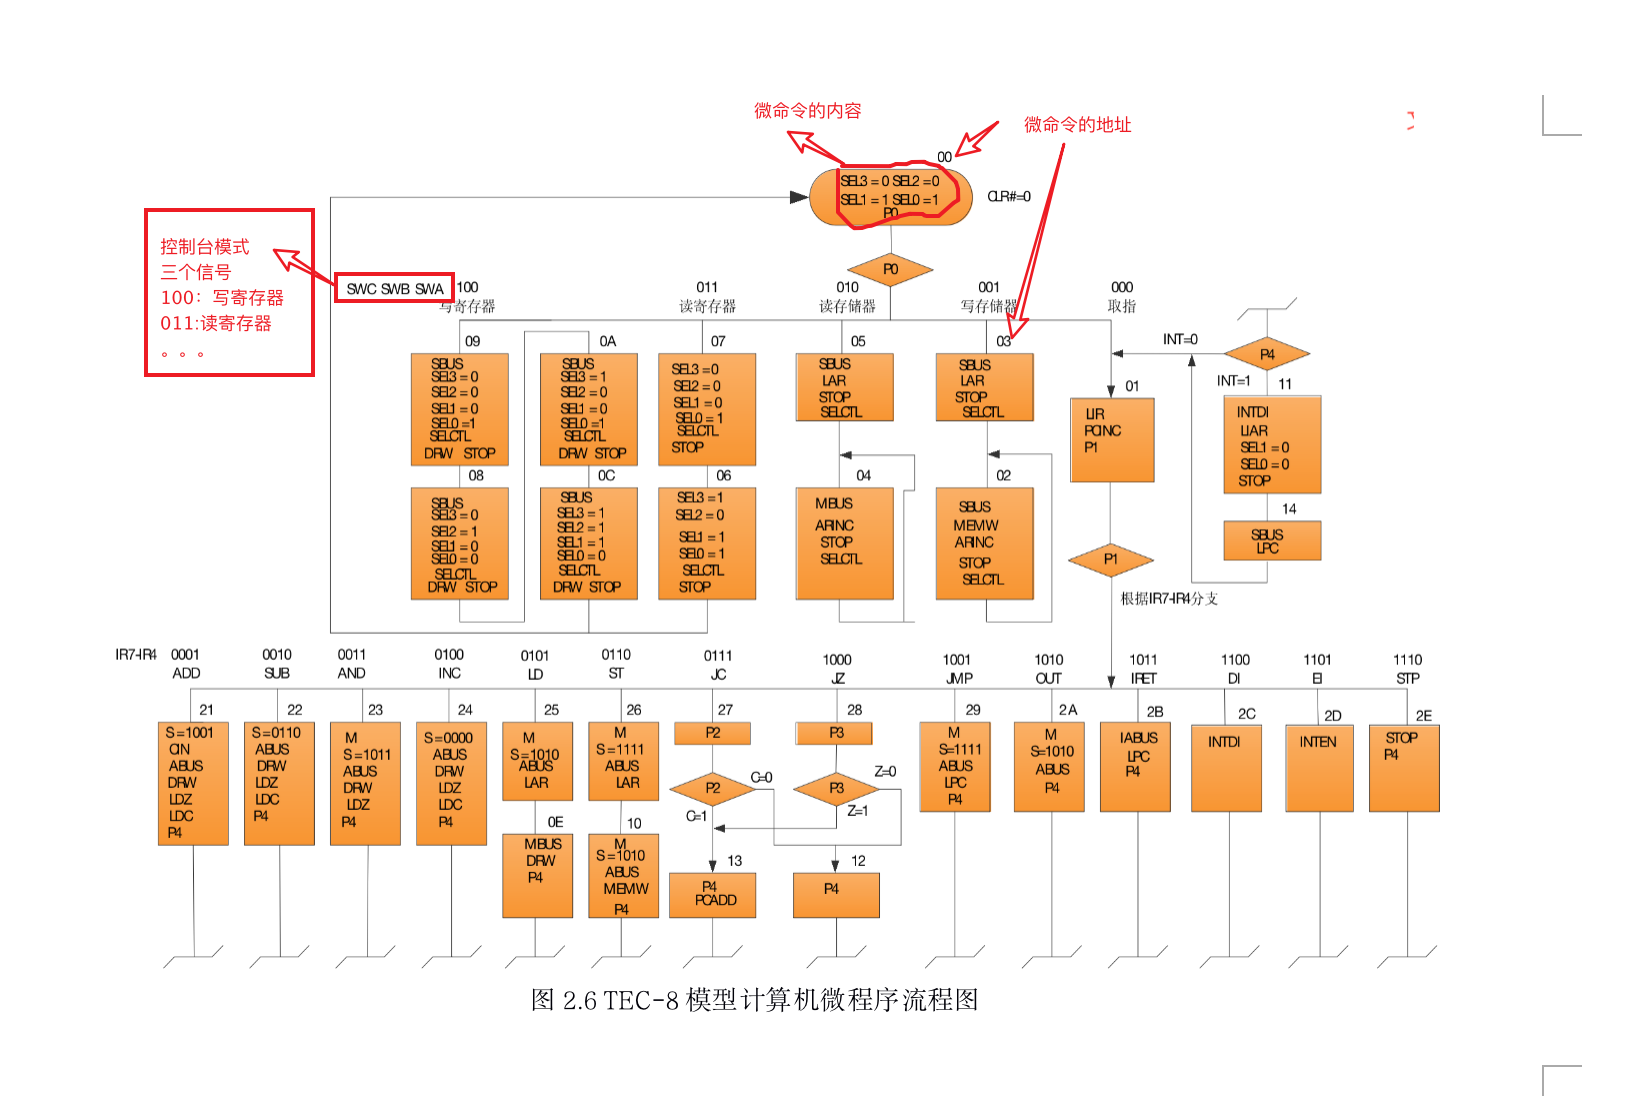 微命令的内容
微命令的地址
00
SEL3=0 SEL2=0
SEL1=1 SEL0=1
P0
CLR#=0
控制台模式
三个信号
100：写寄存器
011:读寄存器
。。。
P0
SWC SWB SWA
100
写寄存器
011
读寄存器
010
读存储器
001
写存储器
000
取指
09
SBUS
SEL3=0
SEL2=0
SEL1=0
SEL0=1
SELCTL
DRW STOP
0A
SBUS
SEL3=1
SEL2=0
SEL1=0
SEL0=1
SELCTL
DRW STOP
07
SEL3=0
SEL2=0
SEL1=0
SEL0=1
SELCTL
STOP
05
SBUS
LAR
STOP
SELCTL
03
SBUS
LAR
STOP
SELCTL
01
LIR
PCINC
P1
INT=0
P4
INT=1
11
INTDI
LIAR
SEL1=0
SEL0=0
STOP
08
SBUS
SEL3=0
SEL2=1
SEL1=0
SEL0=0
SELCTL
DRW STOP
0C
SBUS
SEL3=1
SEL2=1
SEL1=1
SEL0=0
SELCTL
DRW STOP
06
SEL3=1
SEL2=0
SEL1=1
SEL0=1
SELCTL
STOP
04
MBUS
ARINC
STOP
SELCTL
02
SBUS
MEMW
ARINC
STOP
SELCTL
14
SBUS
LPC
P1
根据IR7-IR4分支
IR7-IR4
0001
ADD
0010
SUB
0011
AND
0100
INC
0101
LD
0110
ST
0111
JC
1000
JZ
1001
JMP
1010
OUT
1011
IRET
1100
DI
1101
EI
1110
STP
21
S=1001
CIN
ABUS
DRW
LDZ
LDC
P4
22
S=0110
ABUS
DRW
LDZ
LDC
P4
23
M
S=1011
ABUS
DRW
LDZ
P4
24
S=0000
ABUS
DRW
LDZ
LDC
P4
25
M
S=1010
ABUS
LAR
26
M
S=1111
ABUS
LAR
27
P2
28
P3
29
M
S=1111
ABUS
LPC
P4
2A
M
S=1010
ABUS
P4
2B
IABUS
LPC
P4
2C
INTDI
2D
INTEN
2E
STOP
P4
P2
C=0
C=1
P3
Z=0
Z=1
0E
MBUS
DRW
P4
10
M
S=1010
ABUS
MEMW
P4
13
P4
PCADD
12
P4
图 2.6 TEC-8 模型计算机微程序流程图